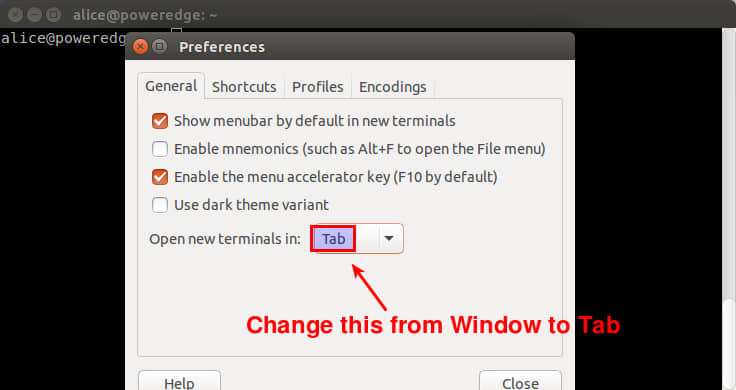 alice@poweredge: ~
alice@poweredg
Preferences
General Shortcuts Profiles Encodings
Show menubar by default in new terminals
Enable mnemonics (such as Alt+F to open the File menu)
Enable the menu accelerator key (F10 by default)
Use dark theme variant
Open new terminals in: Tab
Change this from Window to Tab
Help Close